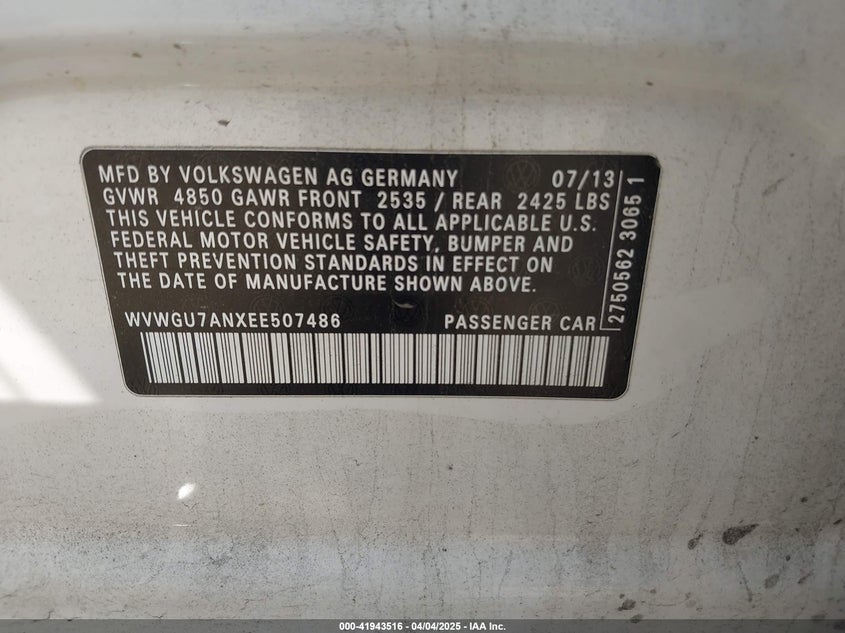 MFD BY VOLKSWAGEN AG GERMANY 07/13
GVWR 4850 GAWR FRONT 2535 / REAR 2425 LBS
THIS VEHICLE CONFORMS TO ALL APPLICABLE U.S.
FEDERAL MOTOR VEHICLE SAFETY, BUMPER AND
THEFT PREVENTION STANDARDS IN EFFECT ON
THE DATE OF MANUFACTURE SHOWN ABOVE.
WVWGU7ANXEE507486 PASSENGER CAR
2750562 3065 1
000-41943516 - 04/04/2025 - IAA Inc.